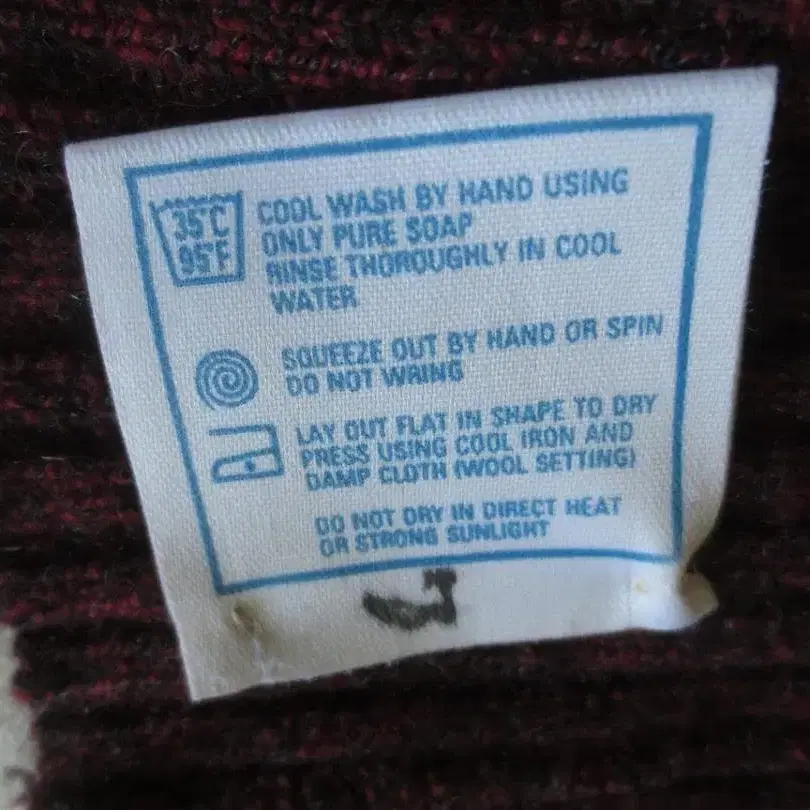 35°C
95°F
COOL WASH BY HAND USING
ONLY PURE SOAP
RINSE THOROUGHLY IN COOL
WATER
SQUEEZE OUT BY HAND OR SPIN
DO NOT WRING
LAY OUT FLAT IN SHAPE TO DRY
PRESS USING COOL IRON AND
DAMP CLOTH (WOOL SETTING)
DO NOT DRY IN DIRECT HEAT
OR STRONG SUNLIGHT